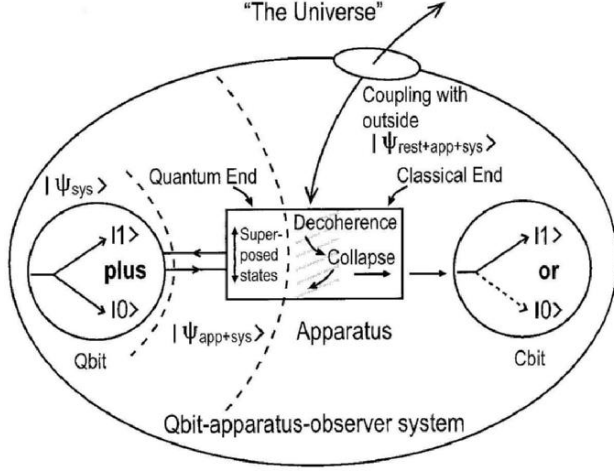 "The Universe"
Coupling with
outside
|Ψrest+app+sys>
|Ψsys>
Quantum End
Classical End
|1>
plus
|0>
Qbit
Super-
posed
states
Decoherence
Collapse
|1>
or
|0>
Cbit
|Ψapp+sys>
Apparatus
Qbit-apparatus-observer system